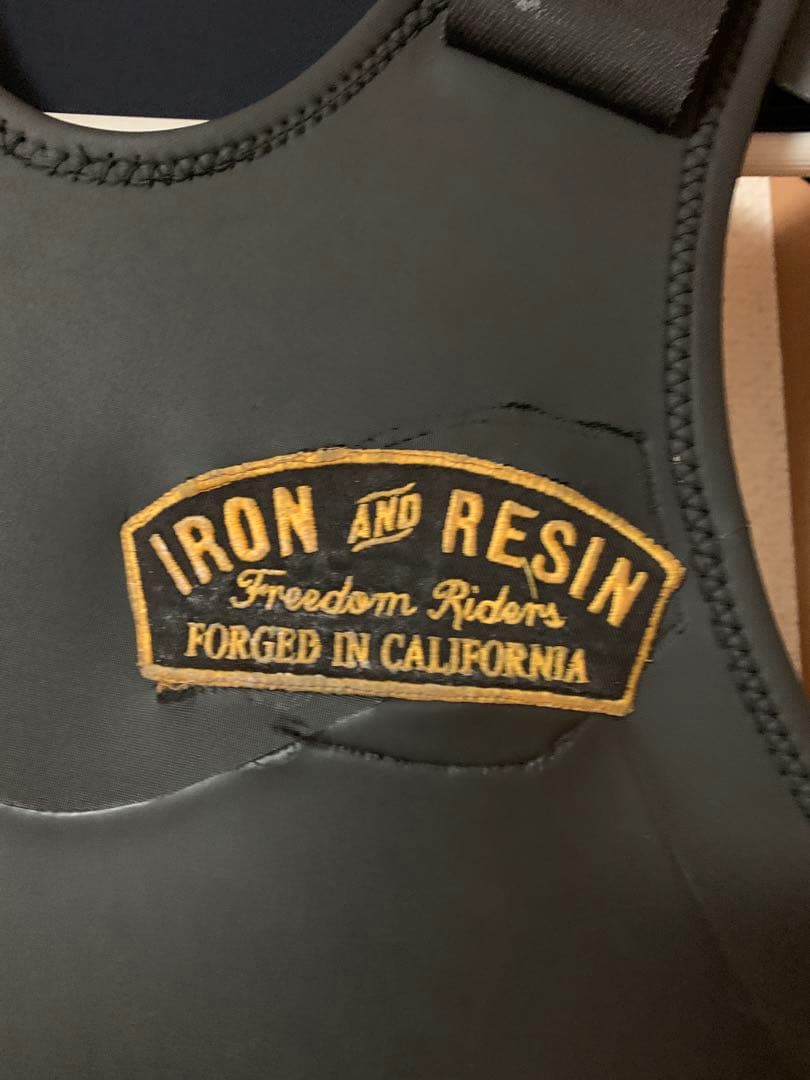 IRON AND RESIN
Freedom Riders
FORGED IN CALIFORNIA